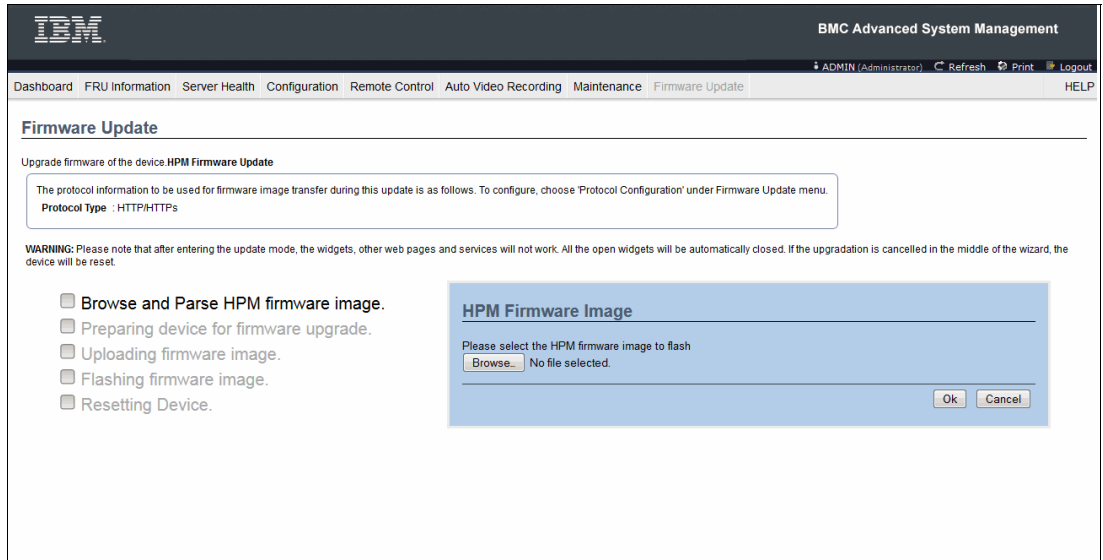 IBM.
BMC Advanced System Management
ADMIN (Administrator) Refresh Print Logout
Dashboard FRU Information Server Health Configuration Remote Control Auto Video Recording Maintenance Firmware Update HELP
Firmware Update
Upgrade firmware of the device.HPM Firmware Update
The protocol information to be used for firmware image transfer during this update is as follows. To configure, choose 'Protocol Configuration' under Firmware Update menu.
Protocol Type : HTTP/HTTPs
WARNING: Please note that after entering the update mode, the widgets, other web pages and services will not work. All the open widgets will be automatically closed. If the upgradation is cancelled in the middle of the wizard, the
device will be reset.
Browse and Parse HPM firmware image.
Preparing device for firmware upgrade.
Uploading firmware image.
Flashing firmware image.
Resetting Device.
HPM Firmware Image
Please select the HPM firmware image to flash
Browse... No file selected.
Ok Cancel